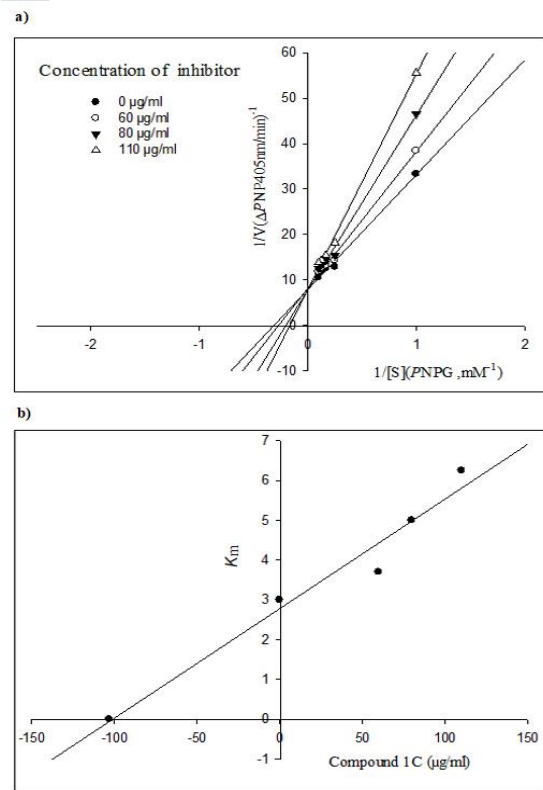 a)
60
Concentration of inhibitor
50
0 µg/ml
60 µg/ml
80 µg/ml
110 µg/ml
40
30
20
10
0
-10
1/V(ΔPNP405nm/min)-1
-2
-1
0
1
2
1/[S](PNPG ,mM-1)
b)
7
6
5
4
3
2
1
0
-1
Km
-150
-100
-50
0
50
100
150
Compound 1C (µg/ml)